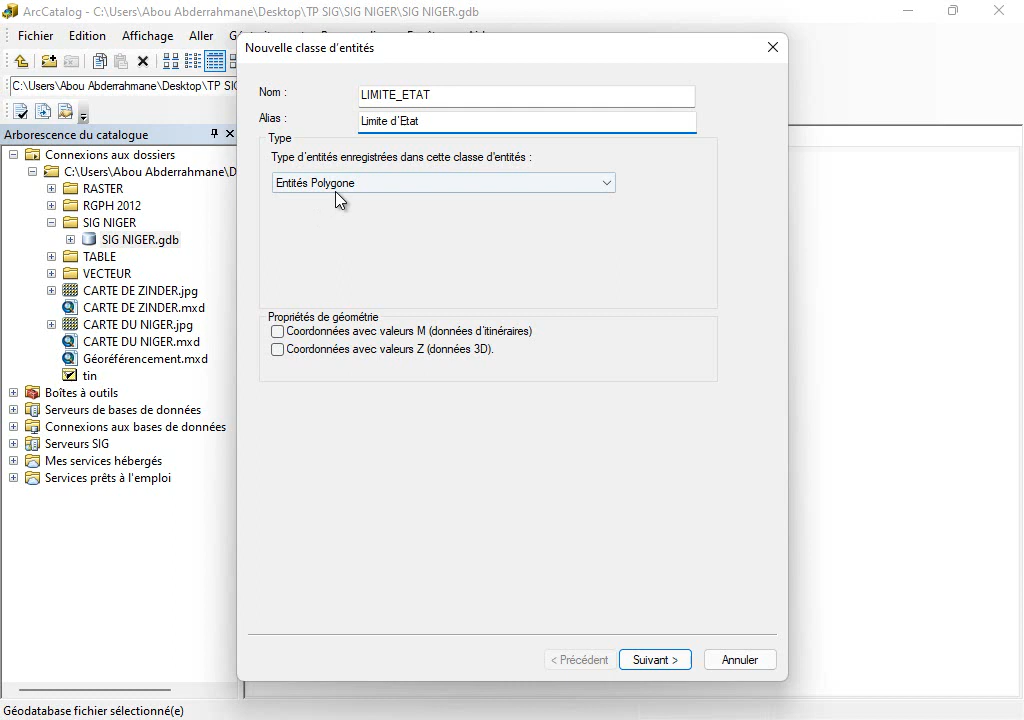 ArcCatalog - C:\Users\Abou Abderrahmane\Desktop\TP SIG\SIG NIGER\SIG NIGER.gdb
Fichier Edition Affichage Aller
Nouvelle classe d'entités
C:\Users\Abou Abderrahmane\Desktop\TP SIG
Nom :
LIMITE_ETAT
Alias :
Limite d'Etat
Type
Type d'entités enregistrées dans cette classe d'entités :
Entités Polygone
Propriétés de géométrie
Coordonnées avec valeurs M (données d'itinéraires)
Coordonnées avec valeurs Z (données 3D).
< Précédent
Suivant >
Annuler
Arborescence du catalogue
Connexions aux dossiers
C:\Users\Abou Abderrahmane\D
RASTER
RGPH 2012
SIG NIGER
SIG NIGER.gdb
TABLE
VECTEUR
CARTE DE ZINDER.jpg
CARTE DE ZINDER.mxd
CARTE DU NIGER.jpg
CARTE DU NIGER.mxd
Géoréférencement.mxd
tin
Boîtes à outils
Serveurs de bases de données
Connexions aux bases de données
Serveurs SIG
Mes services hébergés
Services prêts à l'emploi
Géodatabase fichier sélectionné(e)